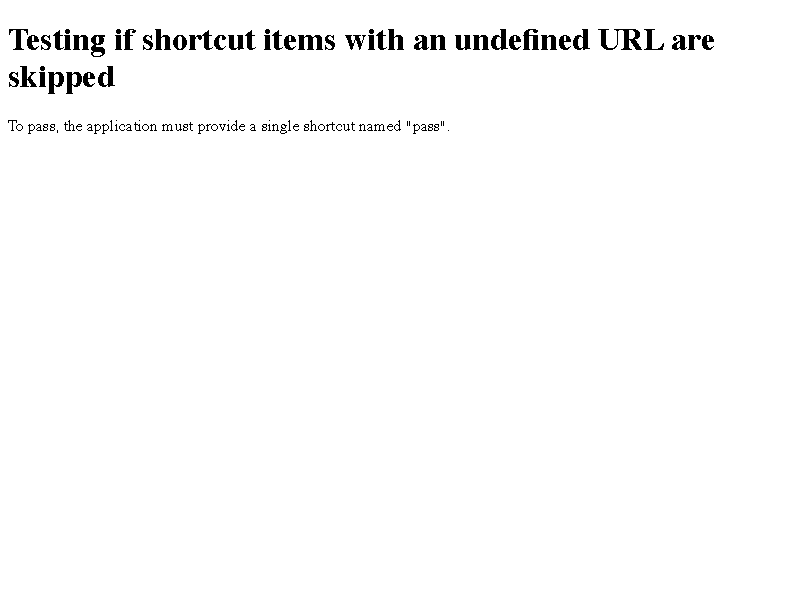 Testing if shortcut items with an undefined URL are
skipped
To pass, the application must provide a single shortcut named "pass".